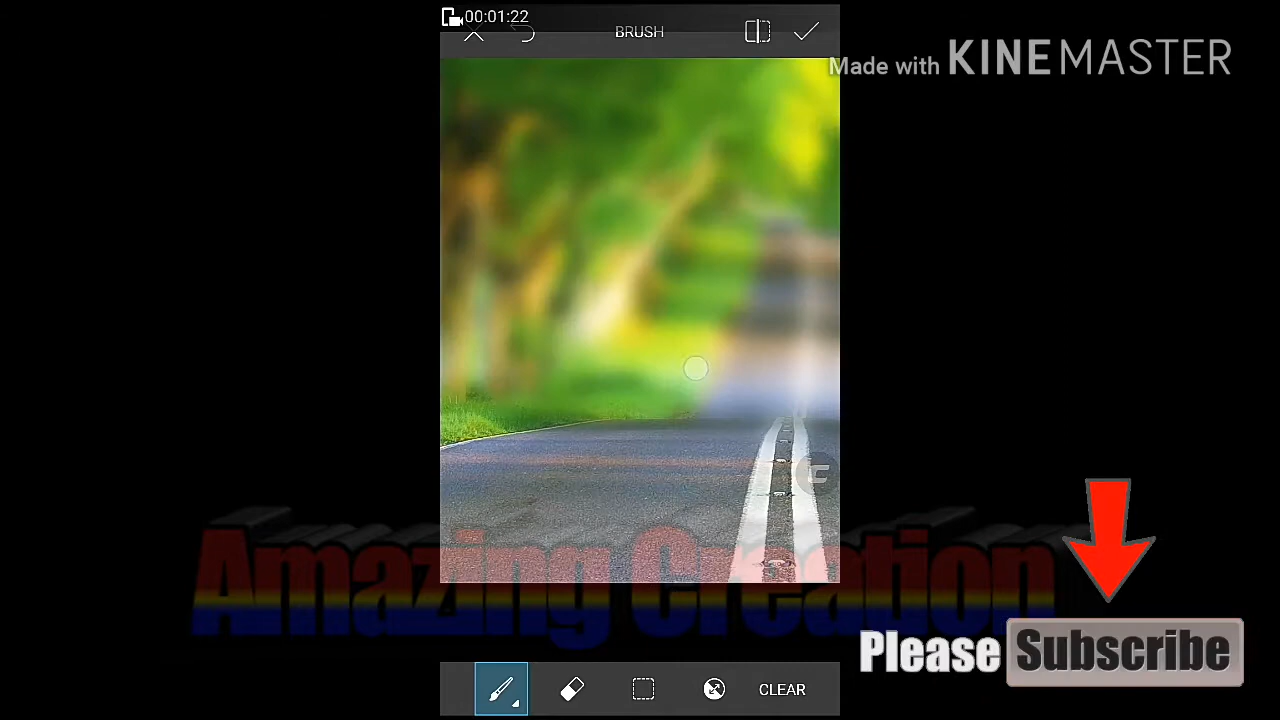 00:01:22
BRUSH
Made with KINEMASTER
Amazing Creation
Please Subscribe
CLEAR